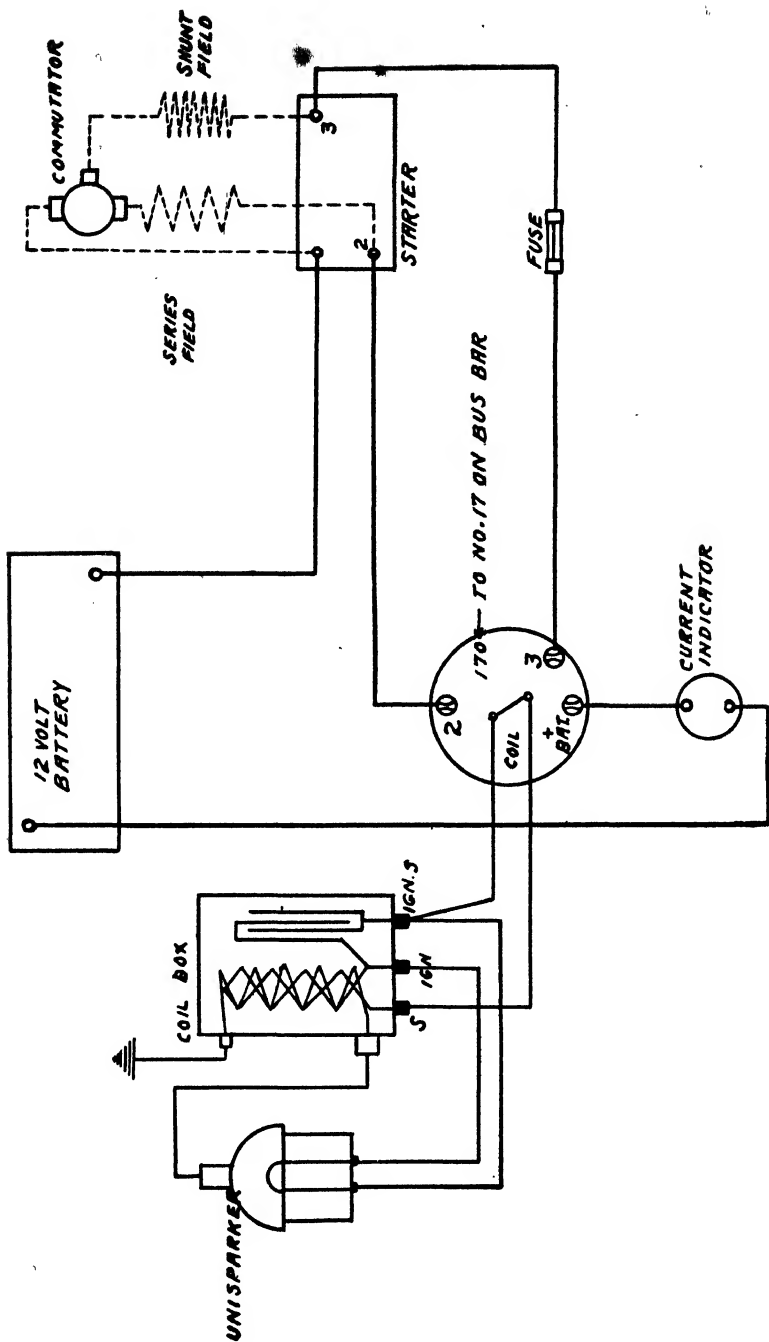 COMMUTATOR
SHUNT
FIELD
SERIES
FIELD
3
2
STARTER
12 VOLT
BATTERY
FUSE
170 ← TO NO.17 ON BUS BAR
2
3
COIL
+
BAT.
CURRENT
INDICATOR
COIL BOX
IGN.S
IGN
S
UNISPARKER